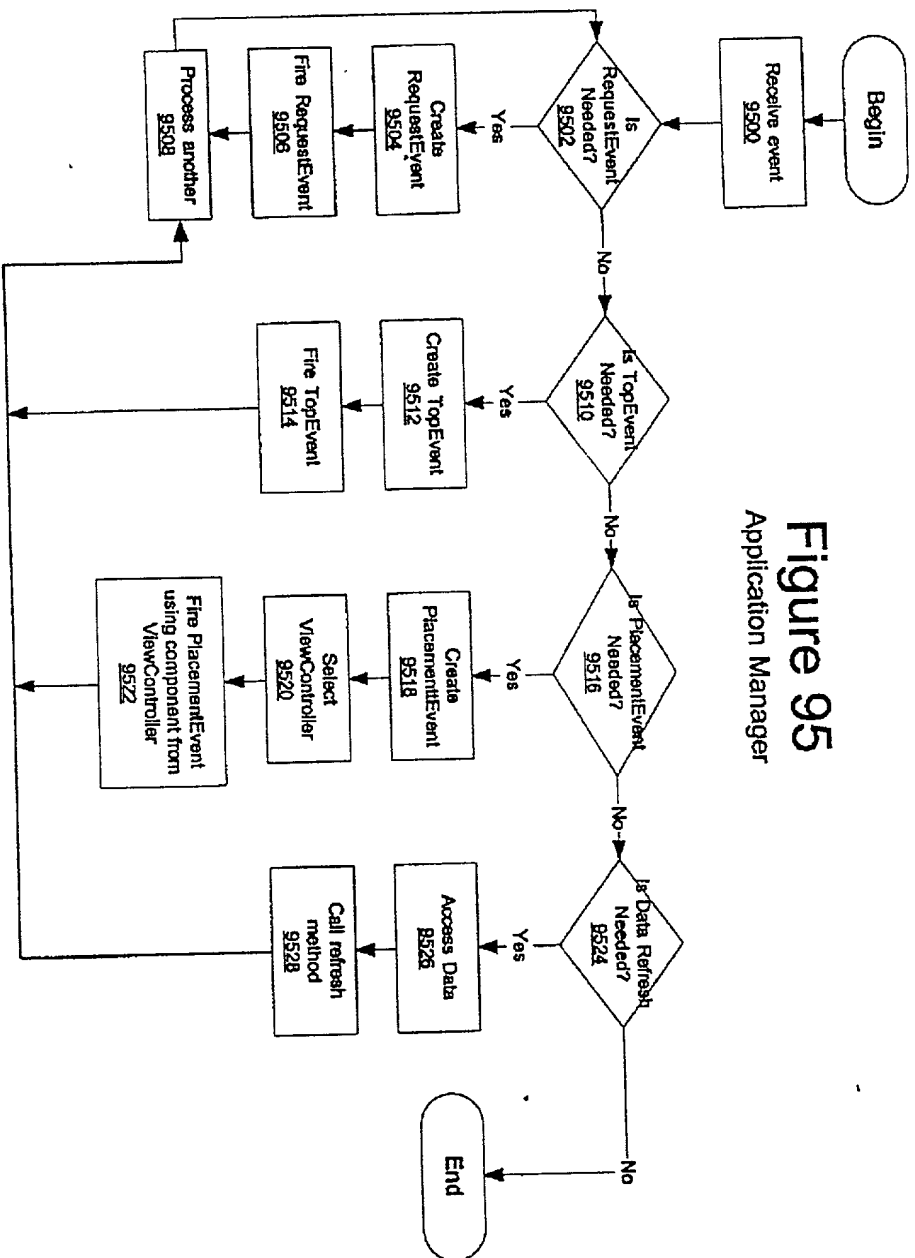 Figure 95
Application Manager
Begin
Receive event
9500
Is
RequestEvent
Needed?
9502
Yes
Create
RequestEvent
9504
Fire RequestEvent
9506
Process another
9508
No
Is TopEvent
Needed?
9510
Yes
Create TopEvent
9512
Fire TopEvent
9514
No
Is PlacementEvent
Needed?
9516
Yes
Create
PlacementEvent
9518
Select
ViewController
9520
Fire PlacementEvent
using component from
ViewController
9522
No
Is Data Refresh
Needed?
9524
Yes
Access Data
9526
Call refresh
method
9528
No
End